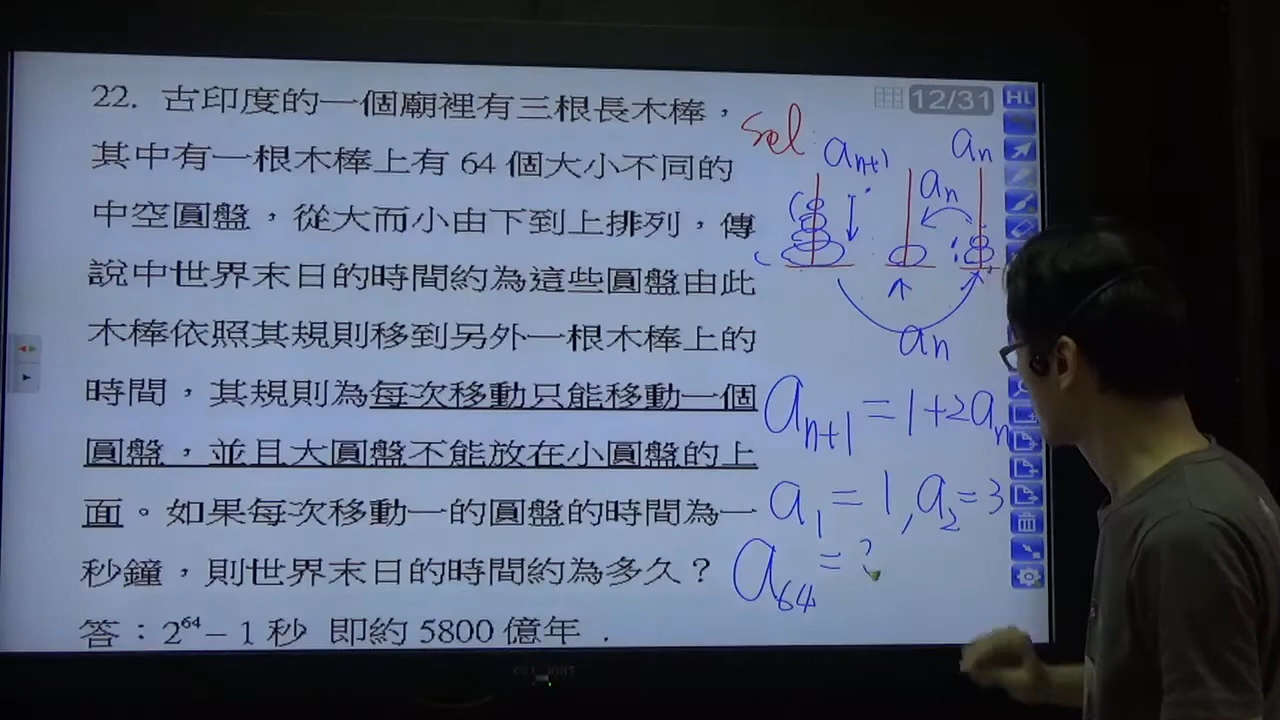 22. 古印度的一個廟裡有三根長木棒，
其中有一根木棒上有 64 個大小不同的
中空圓盤，從大而小由下到上排列，傳
說中世界末日的時間約為這些圓盤由此
木棒依照其規則移到另外一根木棒上的
時間，其規則為每次移動只能移動一個
圓盤，並且大圓盤不能放在小圓盤的上
面。如果每次移動一的圓盤的時間為一
秒鐘，則世界末日的時間約為多久？
答：2⁶⁴ – 1 秒 即約 5800 億年．
12/31
HL
Sol:
aₙ₊₁
aₙ
aₙ
aₙ
aₙ₊₁ = 1+2aₙ
a₁ = 1, a₂ = 3
a₆₄ = ?